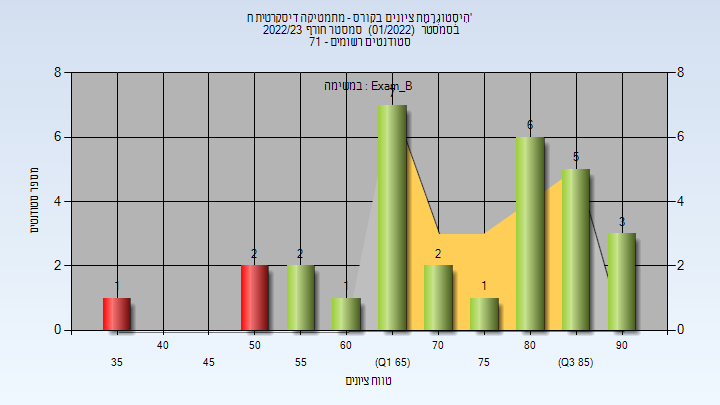 היסטוגרמת ציונים בקורס - מתמטיקה דיסקרטית ח'
בסמסטר (01/2022) סמסטר חורף 2022/23
סטודנטים רשומים - 71
במשימה : Exam_B
8 8
6 6
4 4
2 2
0 0
מספר סטודנטים
1 2 2 1 7 2 1 6 5 3
40 50 60 70 80 90
35 45 55 (Q1 65) 75 (Q3 85)
טווח ציונים